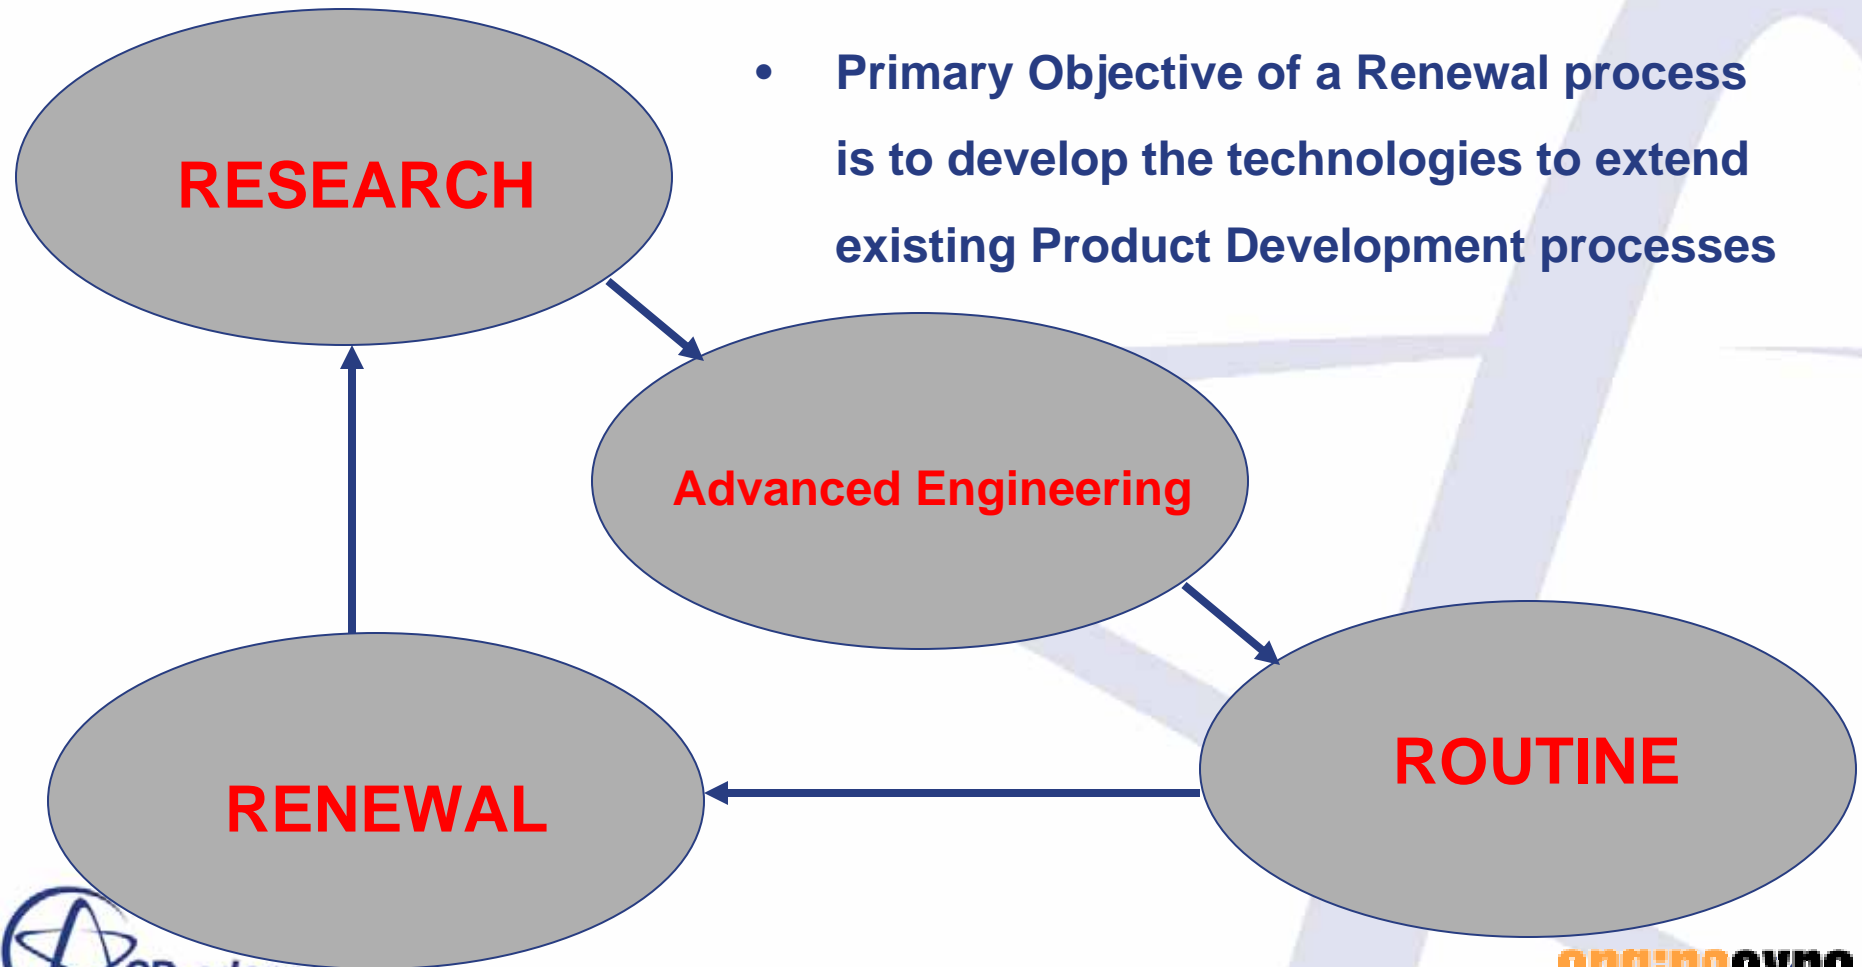 RESEARCH
• Primary Objective of a Renewal process
is to develop the technologies to extend
existing Product Development processes
Advanced Engineering
ROUTINE
RENEWAL